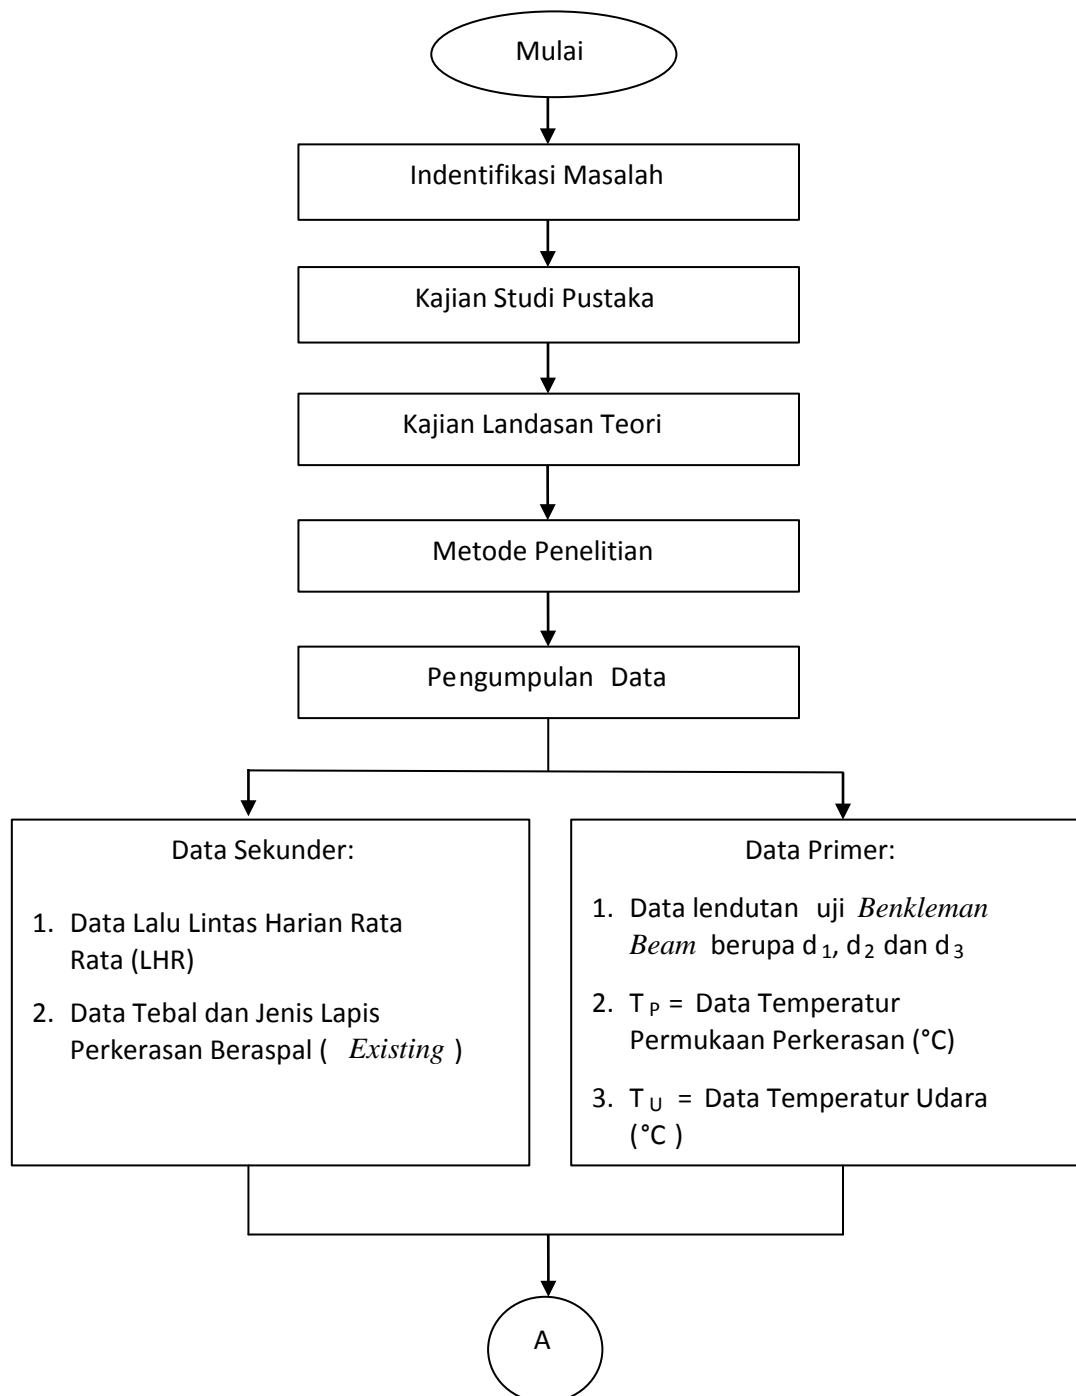 Mulai
Indentifikasi Masalah
Kajian Studi Pustaka
Kajian Landasan Teori
Metode Penelitian
Pengumpulan Data
Data Sekunder:
1. Data Lalu Lintas Harian Rata
Rata (LHR)
2. Data Tebal dan Jenis Lapis
Perkerasan Beraspal ( Existing )
Data Primer:
1. Data lendutan uji Benkleman
Beam berupa d1, d2 dan d3
2. TP = Data Temperatur
Permukaan Perkerasan (°C)
3. TU = Data Temperatur Udara
(°C )
A